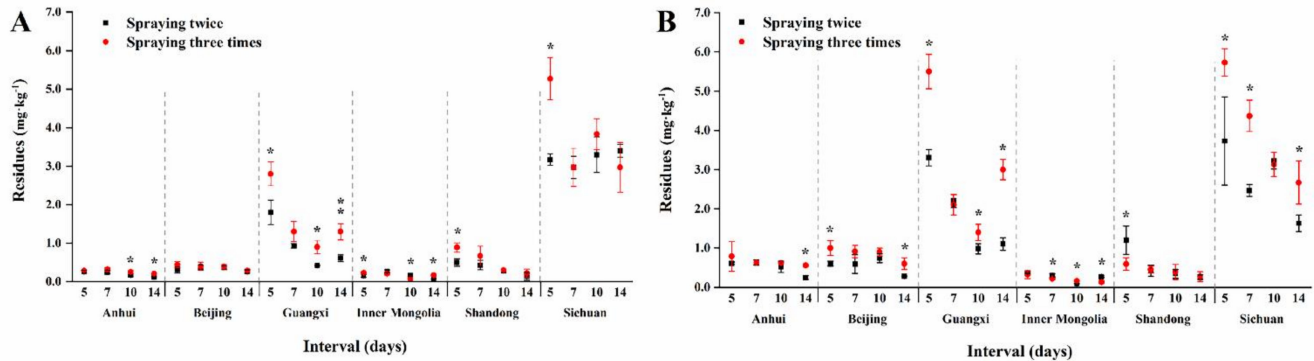 A
Spraying twice
Spraying three times
Residues (mg·kg⁻¹)
7.0
6.0
5.0
4.0
3.0
2.0
1.0
0.0
*
*
*
*
*
*
*
*
*
*
*
5 7 10 14 5 7 10 14 5 7 10 14 5 7 10 14 5 7 10 14 5 7 10 14
Anhui Beijing Guangxi Inner Mongolia Shandong Sichuan
Interval (days)
B
Spraying twice
Spraying three times
Residues (mg·kg⁻¹)
7.0
6.0
5.0
4.0
3.0
2.0
1.0
0.0
*
*
*
*
*
*
*
*
*
*
*
*
*
5 7 10 14 5 7 10 14 5 7 10 14 5 7 10 14 5 7 10 14 5 7 10 14
Anhui Beijing Guangxi Inner Mongolia Shandong Sichuan
Interval (days)